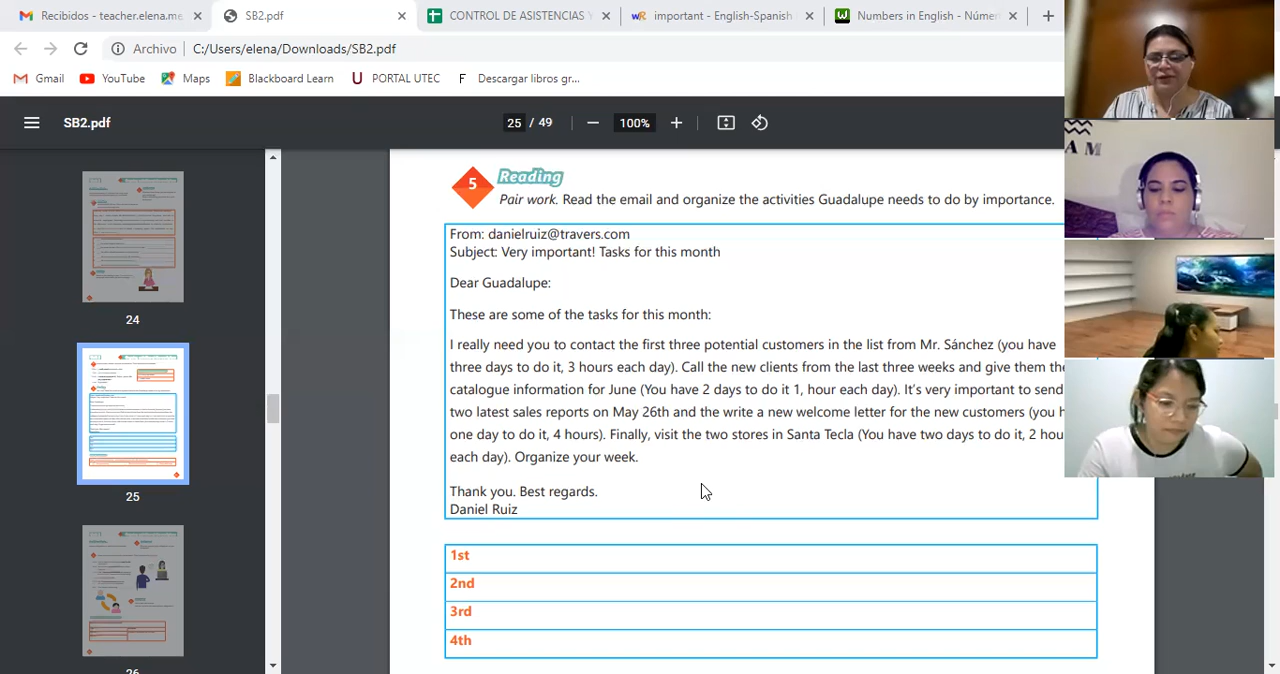 Recibidos - teacher.elena.me
SB2.pdf
CONTROL DE ASISTENCIAS Y
important - English-Spanish
Numbers in English - Númer
Archivo
C:/Users/elena/Downloads/SB2.pdf
Gmail
YouTube
Maps
Blackboard Learn
PORTAL UTEC
Descargar libros gr...
SB2.pdf
25 / 49
100%
24
25
26
5
Reading
Pair work. Read the email and organize the activities Guadalupe needs to do by importance.
From: danielruiz@travers.com
Subject: Very important! Tasks for this month
Dear Guadalupe:
These are some of the tasks for this month:
I really need you to contact the first three potential customers in the list from Mr. Sánchez (you have
three days to do it, 3 hours each day). Call the new clients from the last three weeks and give them the
catalogue information for June (You have 2 days to do it 1 hour each day). It's very important to send
two latest sales reports on May 26th and the write a new welcome letter for the new customers (you h
one day to do it, 4 hours). Finally, visit the two stores in Santa Tecla (You have two days to do it, 2 hou
each day). Organize your week.
Thank you. Best regards.
Daniel Ruiz
1st
2nd
3rd
4th
A M